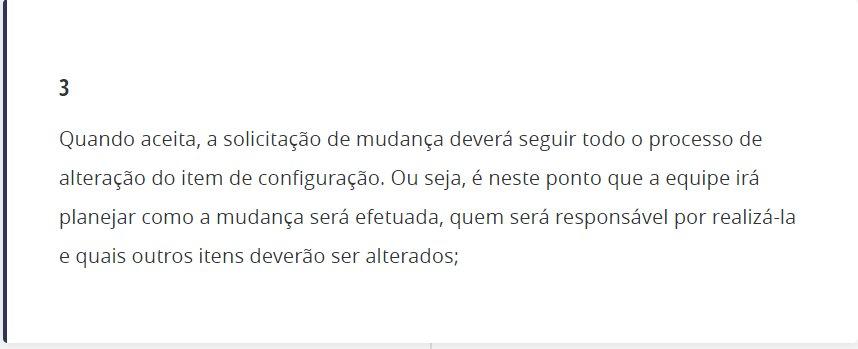 3
Quando aceita, a solicitação de mudança deverá seguir todo o processo de
alteração do item de configuração. Ou seja, é neste ponto que a equipe irá
planejar como a mudança será efetuada, quem será responsável por realizá-la
e quais outros itens deverão ser alterados;